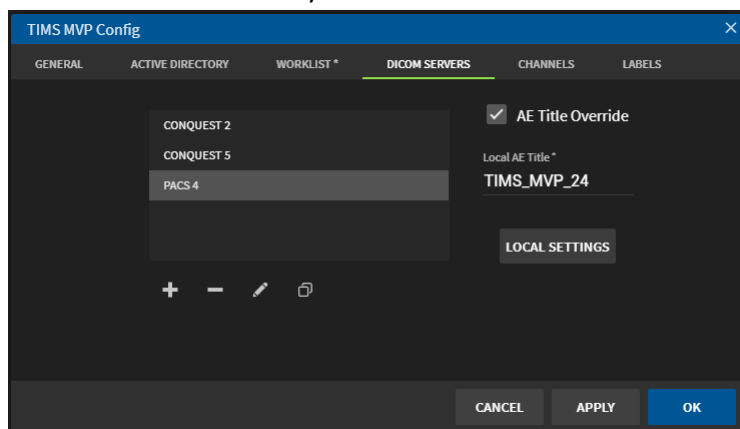 TIMS MVP Config
GENERAL ACTIVE DIRECTORY WORKLIST * DICOM SERVERS CHANNELS LABELS
CONQUEST 2
CONQUEST 5
PACS 4
AE Title Override
Local AE Title *
TIMS_MVP_24
LOCAL SETTINGS
CANCEL APPLY OK